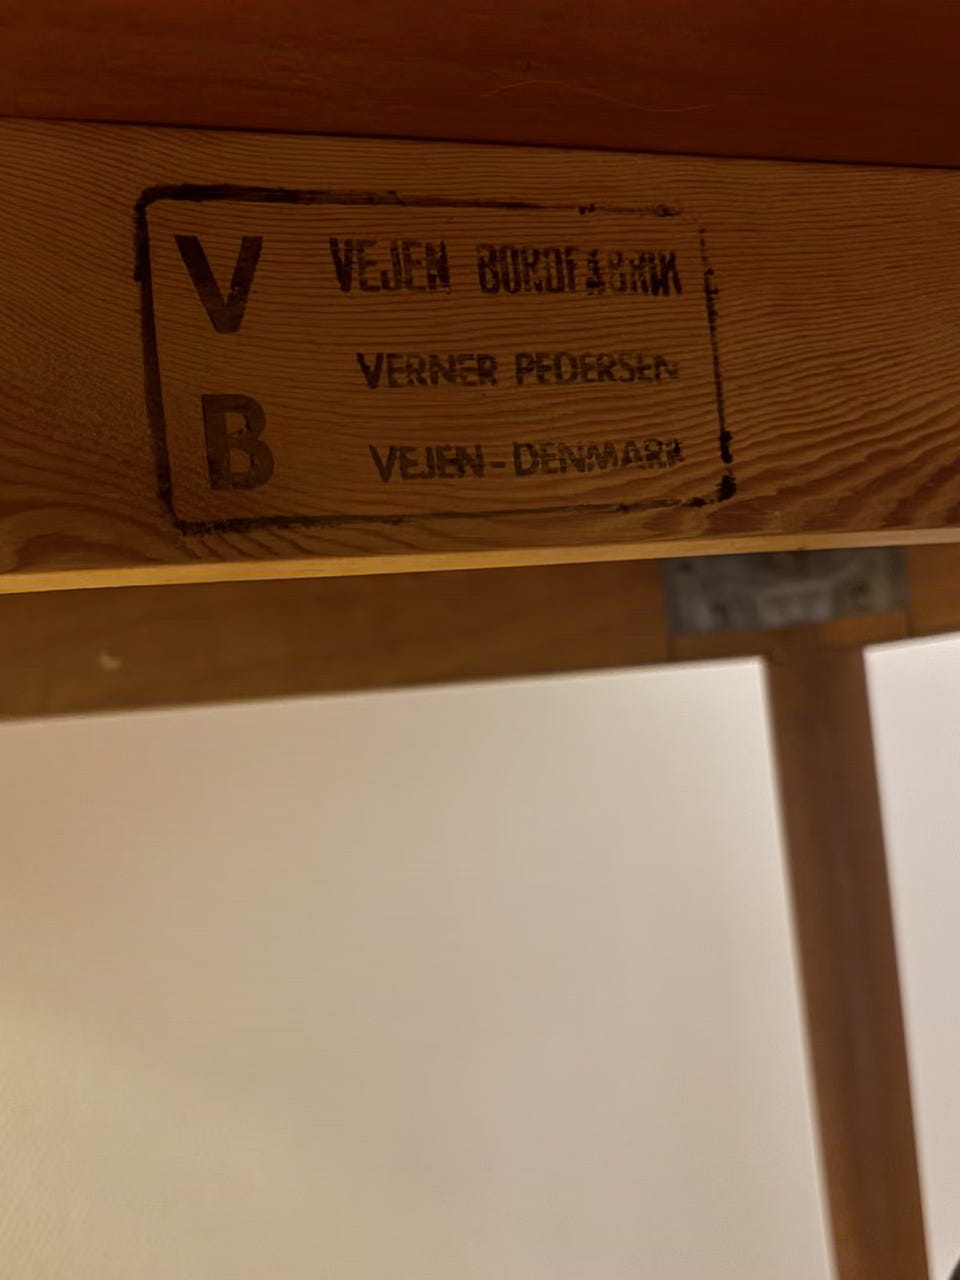 V
B
VEJEN BORDFABRIK
VERNER PEDERSEN
VEJEN-DENMARK